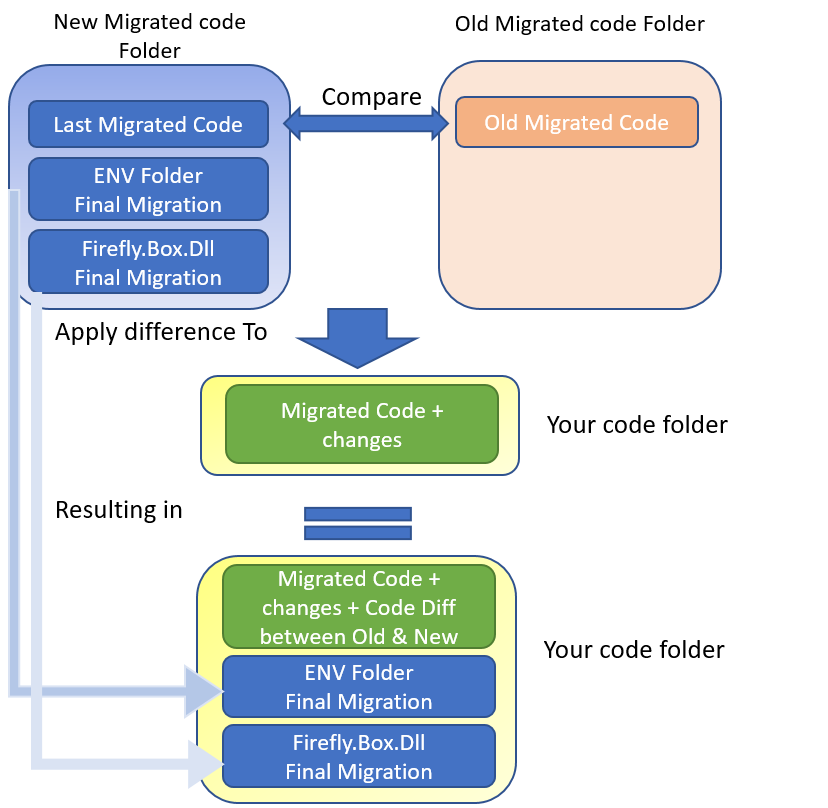 New Migrated code
Folder
Old Migrated code Folder
Compare
Last Migrated Code
Old Migrated Code
ENV Folder
Final Migration
Firefly.Box.Dll
Final Migration
Apply difference To
Migrated Code +
changes
Your code folder
Resulting in
Migrated Code +
changes + Code Diff
between Old & New
Your code folder
ENV Folder
Final Migration
Firefly.Box.Dll
Final Migration